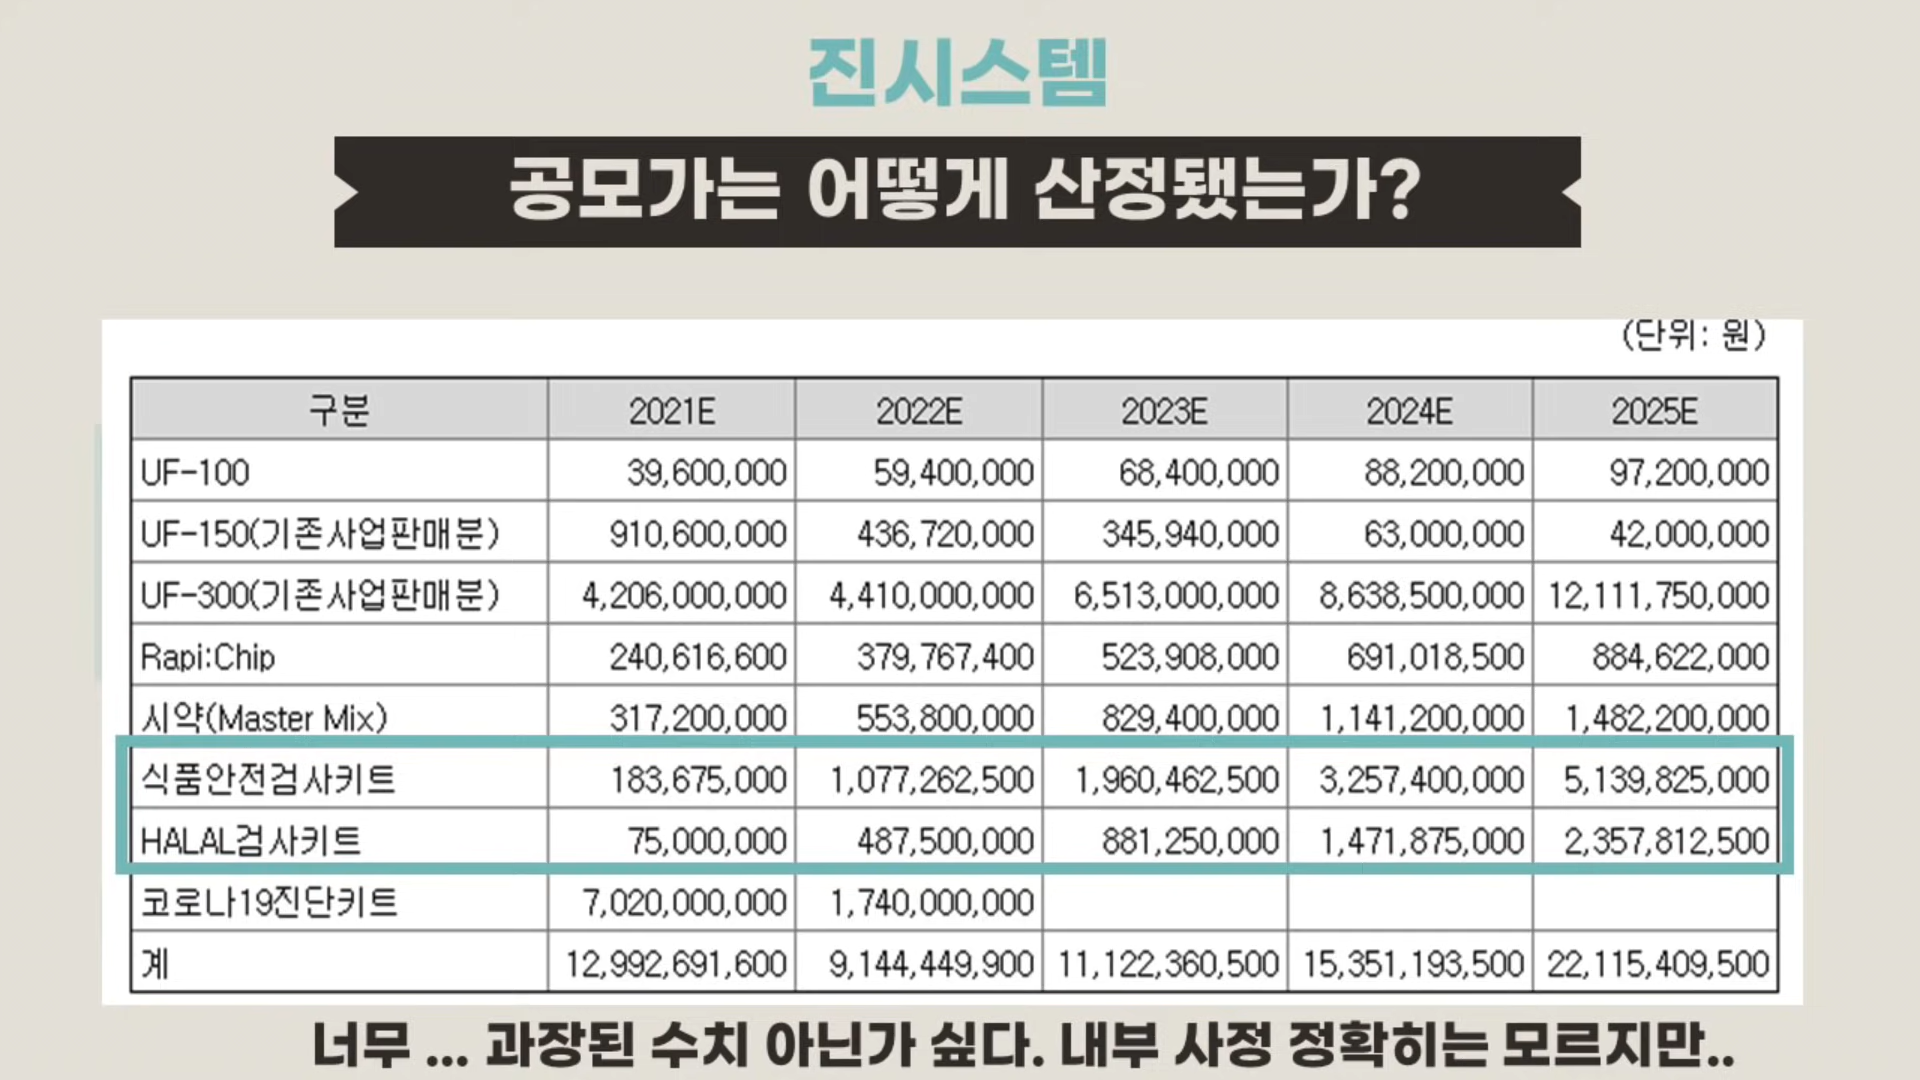 진시스템
공모가는 어떻게 산정됐는가?
(단위: 원)
구분 2021E 2022E 2023E 2024E 2025E
UF-100 39,600,000 59,400,000 68,400,000 88,200,000 97,200,000
UF-150(기존사업판매분) 910,600,000 436,720,000 345,940,000 63,000,000 42,000,000
UF-300(기존사업판매분) 4,206,000,000 4,410,000,000 6,513,000,000 8,638,500,000 12,111,750,000
Rapi:Chip 240,616,600 379,767,400 523,908,000 691,018,500 884,622,000
시약(Master Mix) 317,200,000 553,800,000 829,400,000 1,141,200,000 1,482,200,000
식품안전검사키트 183,675,000 1,077,262,500 1,960,462,500 3,257,400,000 5,139,825,000
HALAL검사키트 75,000,000 487,500,000 881,250,000 1,471,875,000 2,357,812,500
코로나19진단키트 7,020,000,000 1,740,000,000
계 12,992,691,600 9,144,449,900 11,122,360,500 15,351,193,500 22,115,409,500
너무 ... 과장된 수치 아닌가 싶다. 내부 사정 정확히는 모르지만..